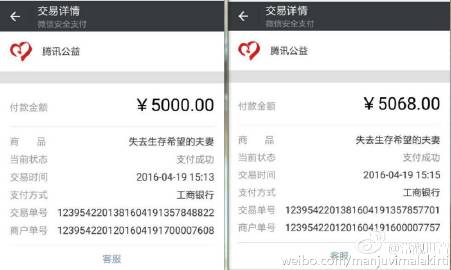 交易详情
微信安全支付
腾讯公益
付款金额 ￥5000.00
商 品 失去生存希望的夫妻
当前状态 支付成功
交易时间 2016-04-19 15:13
支付方式 工商银行
交易单号 1239542201381604191357848822
商户单号 1239542201201604191700007608
客服
交易详情
微信安全支付
腾讯公益
付款金额 ￥5068.00
商 品 失去生存希望的夫妻
当前状态 支付成功
交易时间 2016-04-19 15:15
支付方式 工商银行
交易单号 1239542201381604191357857701
商户单号 1239542201201604191600007757
客服
weibo.com/manjuvimalakirti